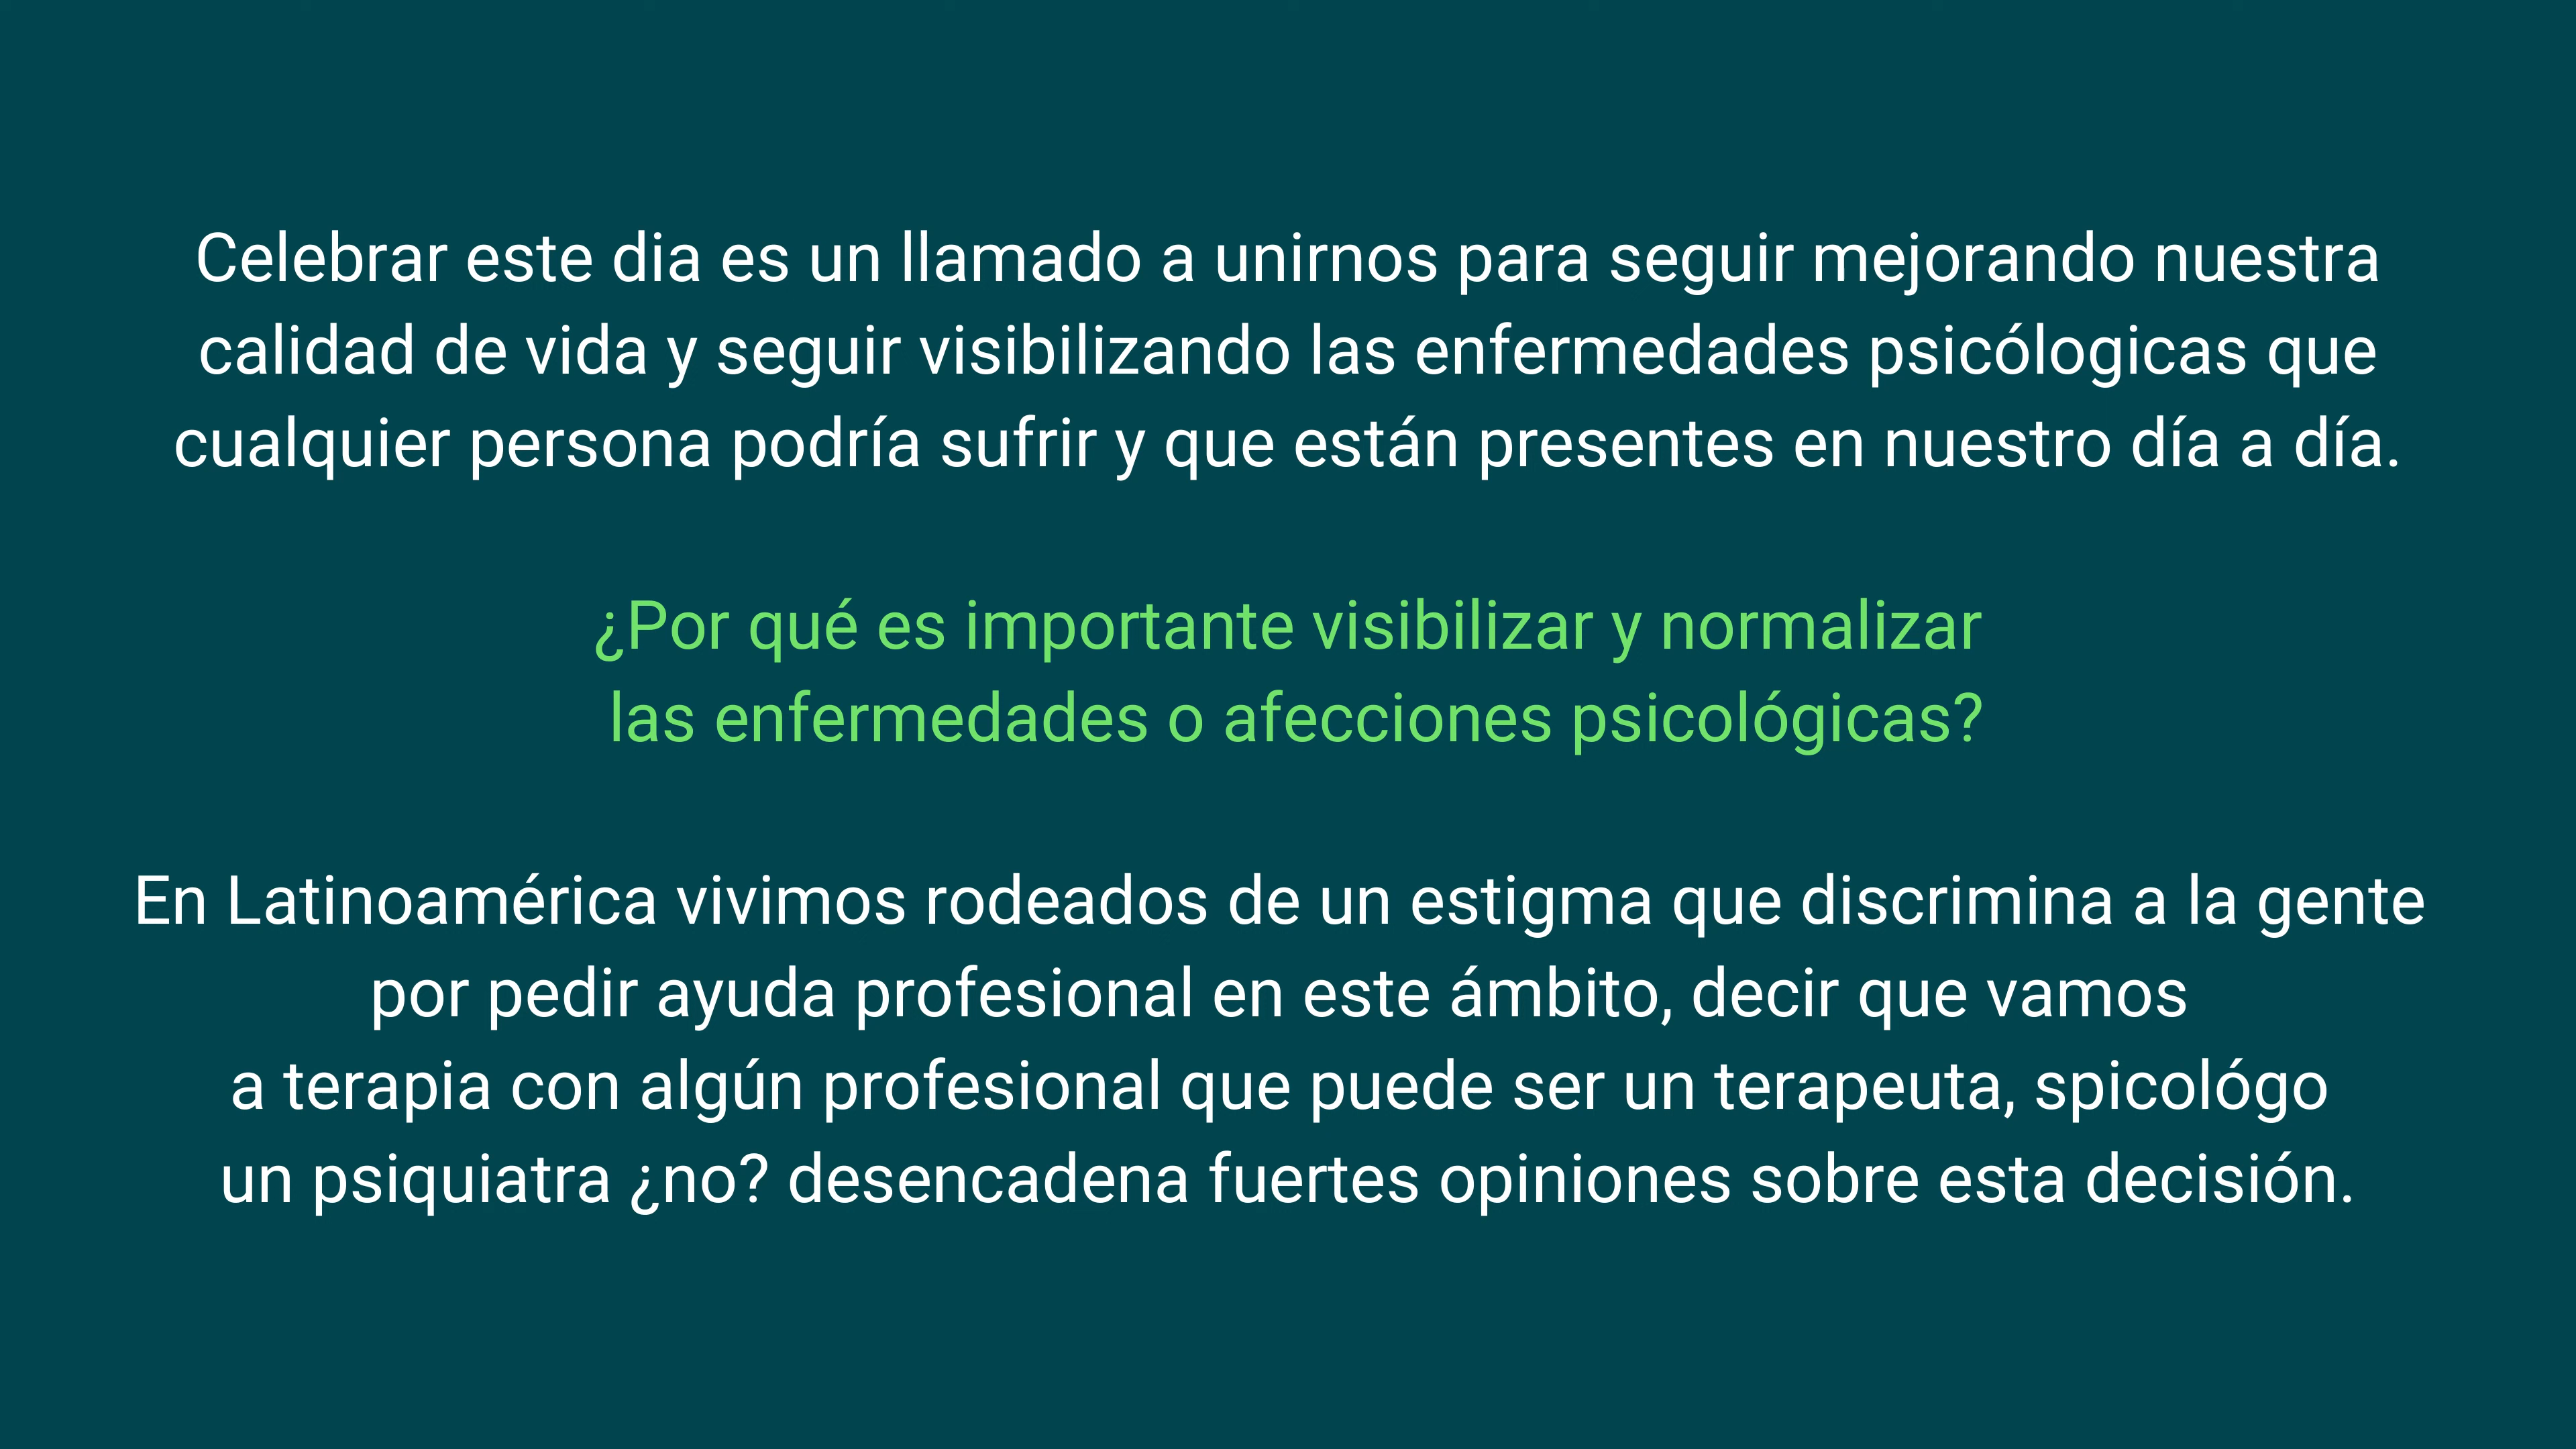 Celebrar este dia es un llamado a unirnos para seguir mejorando nuestra
calidad de vida y seguir visibilizando las enfermedades psicólogicas que
cualquier persona podría sufrir y que están presentes en nuestro día a día.
¿Por qué es importante visibilizar y normalizar
las enfermedades o afecciones psicológicas?
En Latinoamérica vivimos rodeados de un estigma que discrimina a la gente
por pedir ayuda profesional en este ámbito, decir que vamos
a terapia con algún profesional que puede ser un terapeuta, spicológo
un psiquiatra ¿no? desencadena fuertes opiniones sobre esta decisión.